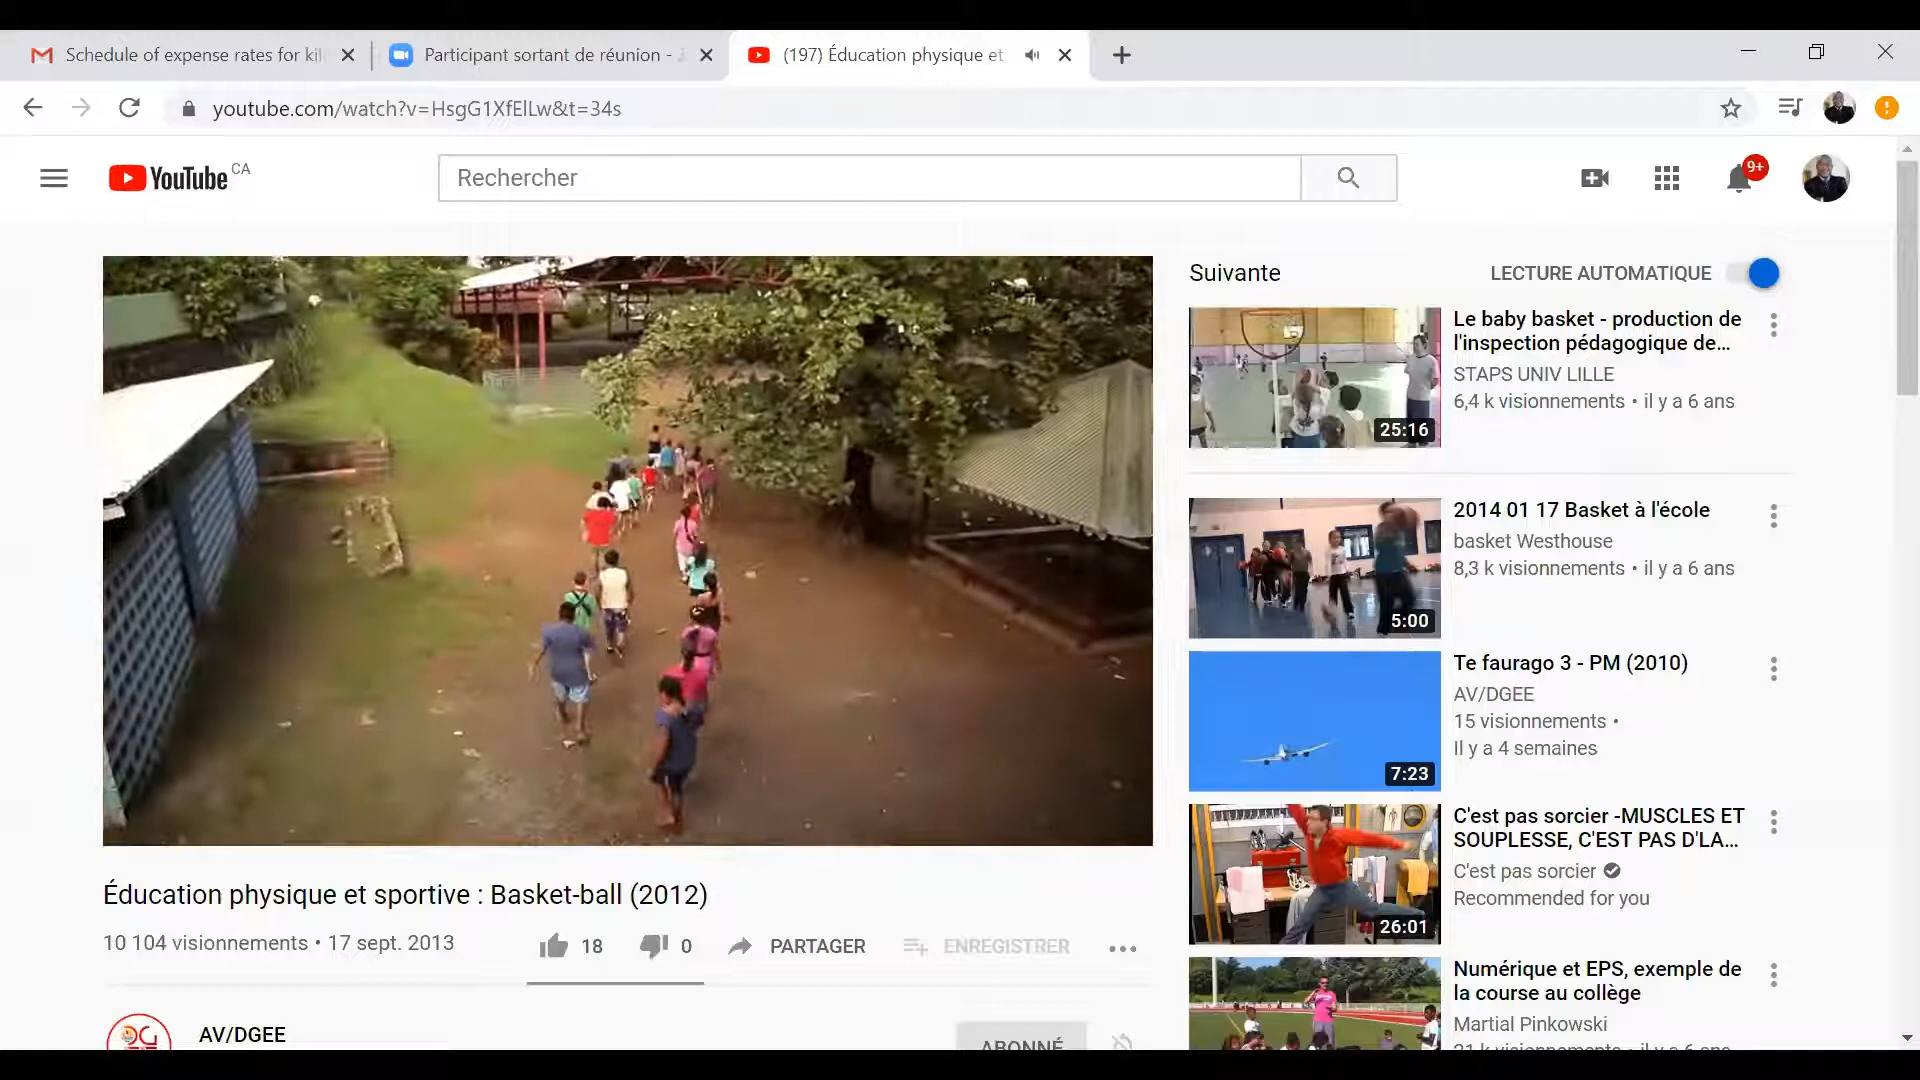 Schedule of expense rates for kil
Participant sortant de réunion -
(197) Éducation physique et
youtube.com/watch?v=HsgG1XfElLw&t=34s
YouTube CA
Rechercher
9+
Suivante
LECTURE AUTOMATIQUE
Le baby basket - production de
l'inspection pédagogique de...
STAPS UNIV LILLE
6,4 k visionnements • il y a 6 ans
25:16
2014 01 17 Basket à l'école
basket Westhouse
8,3 k visionnements • il y a 6 ans
5:00
Te faurago 3 - PM (2010)
AV/DGEE
15 visionnements •
Il y a 4 semaines
7:23
C'est pas sorcier -MUSCLES ET
SOUPLESSE, C'EST PAS D'LA...
C'est pas sorcier
Recommended for you
26:01
Numérique et EPS, exemple de
la course au collège
Martial Pinkowski
Éducation physique et sportive : Basket-ball (2012)
10 104 visionnements • 17 sept. 2013
18
0
PARTAGER
ENREGISTRER
AV/DGEE
ABONNÉ